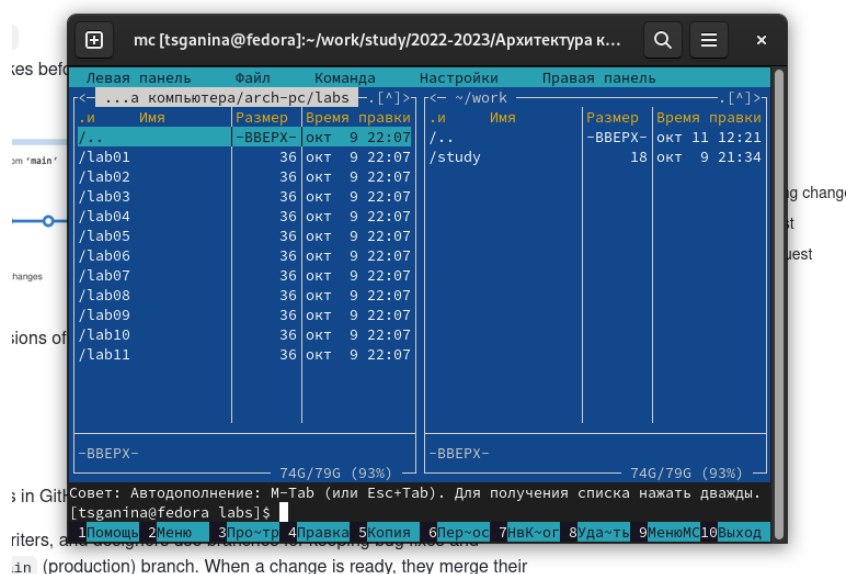 mc [tsganina@fedora]:~/work/study/2022-2023/Архитектура к...
Левая панель Файл Команда Настройки Правая панель
<— ...а компьютера/arch-pc/labs —.[^]>
.и Имя Размер Время правки
/.. -ВВЕРХ- окт 9 22:07
/lab01 36 окт 9 22:07
/lab02 36 окт 9 22:07
/lab03 36 окт 9 22:07
/lab04 36 окт 9 22:07
/lab05 36 окт 9 22:07
/lab06 36 окт 9 22:07
/lab07 36 окт 9 22:07
/lab08 36 окт 9 22:07
/lab09 36 окт 9 22:07
/lab10 36 окт 9 22:07
/lab11 36 окт 9 22:07
-ВВЕРХ-
74G/79G (93%)
<— ~/work —.[^]>
.и Имя Размер Время правки
/.. -ВВЕРХ- окт 11 12:21
/study 18 окт 9 21:34
-ВВЕРХ-
74G/79G (93%)
Совет: Автодополнение: M-Tab (или Esc+Tab). Для получения списка нажать дважды.
[tsganina@fedora labs]$
1Помощь 2Меню 3Про~тр 4Правка 5Копия 6Пер~ос 7НвК~ог 8Уда~ть 9МенюMC 10Выход
kes befo
om 'main'
hanges
sions of
s in Git
riters, and designers use branches for keeping bug fixes and
in (production) branch. When a change is ready, they merge their
ng change
st
uest